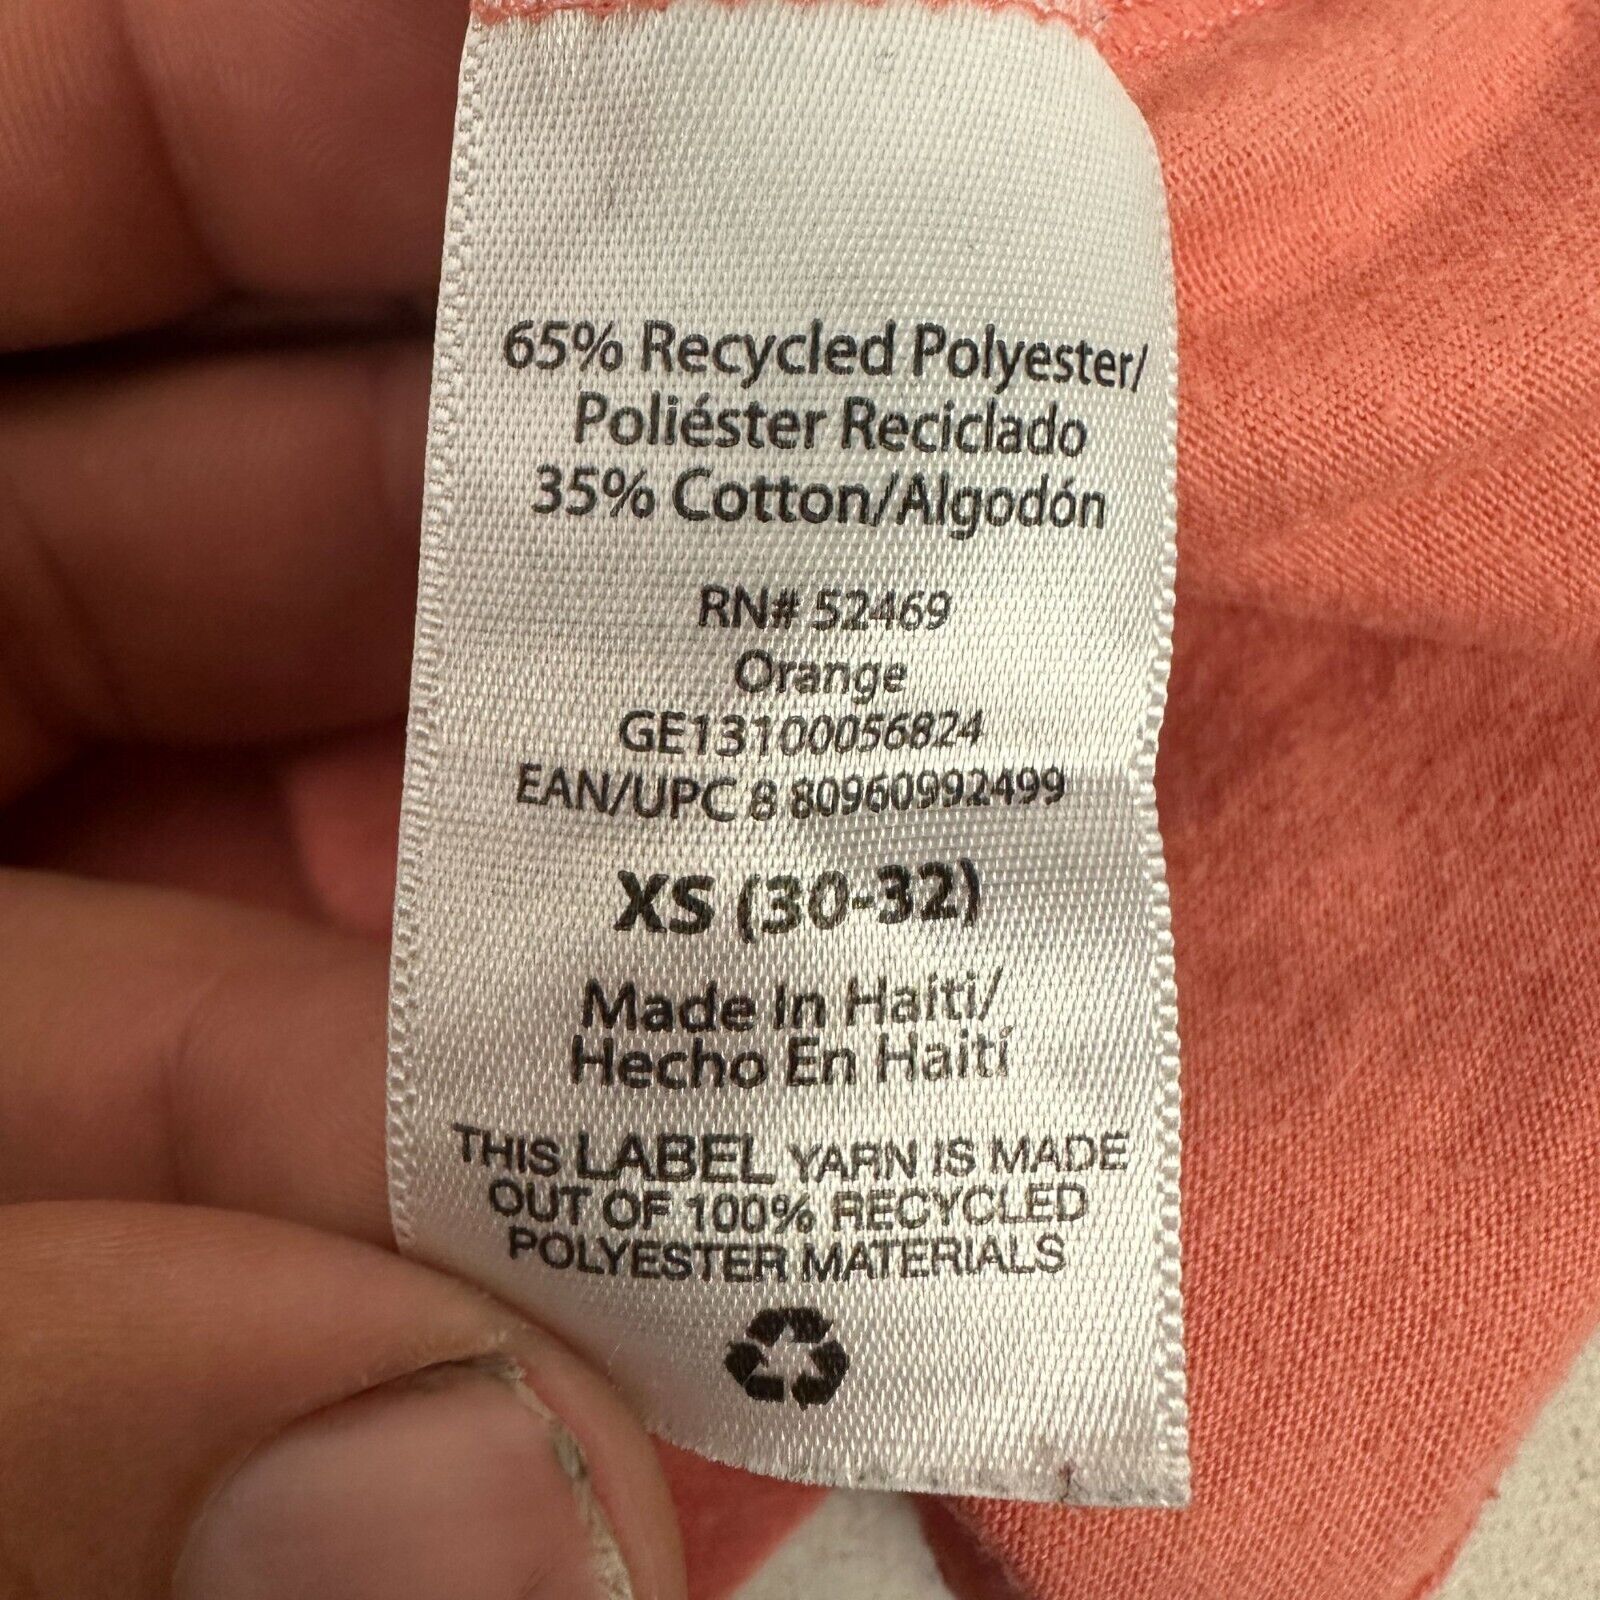 65% Recycled Polyester/
Poliéster Reciclado
35% Cotton/Algodón
RN# 52469
Orange
GE13100056824
EAN/UPC 8 80960992499
XS (30-32)
Made In Haiti/
Hecho En Haití
THIS LABEL YARN IS MADE
OUT OF 100% RECYCLED
POLYESTER MATERIALS